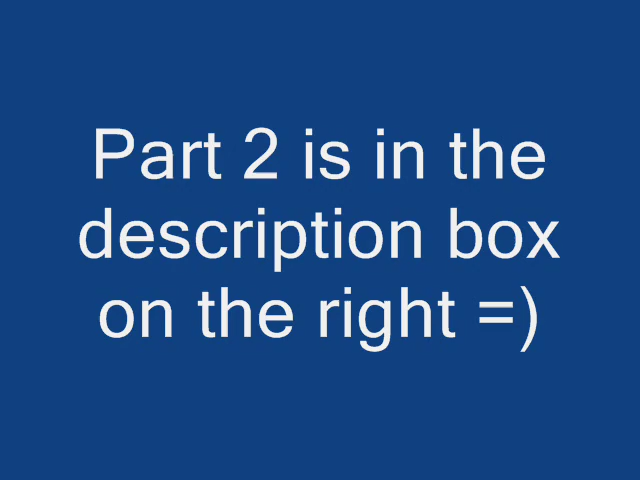 Part 2 is in the
description box
on the right =)